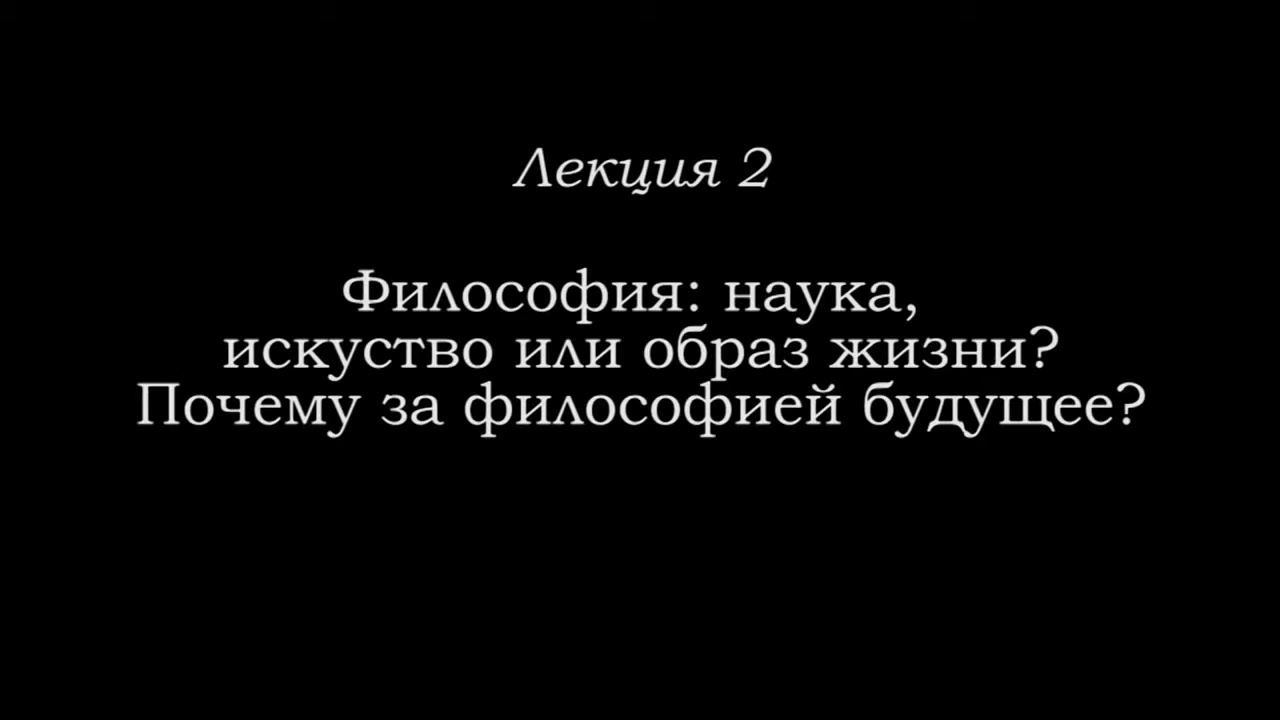 Лекция 2
Философия: наука,
искуство или образ жизни?
Почему за философией будущее?